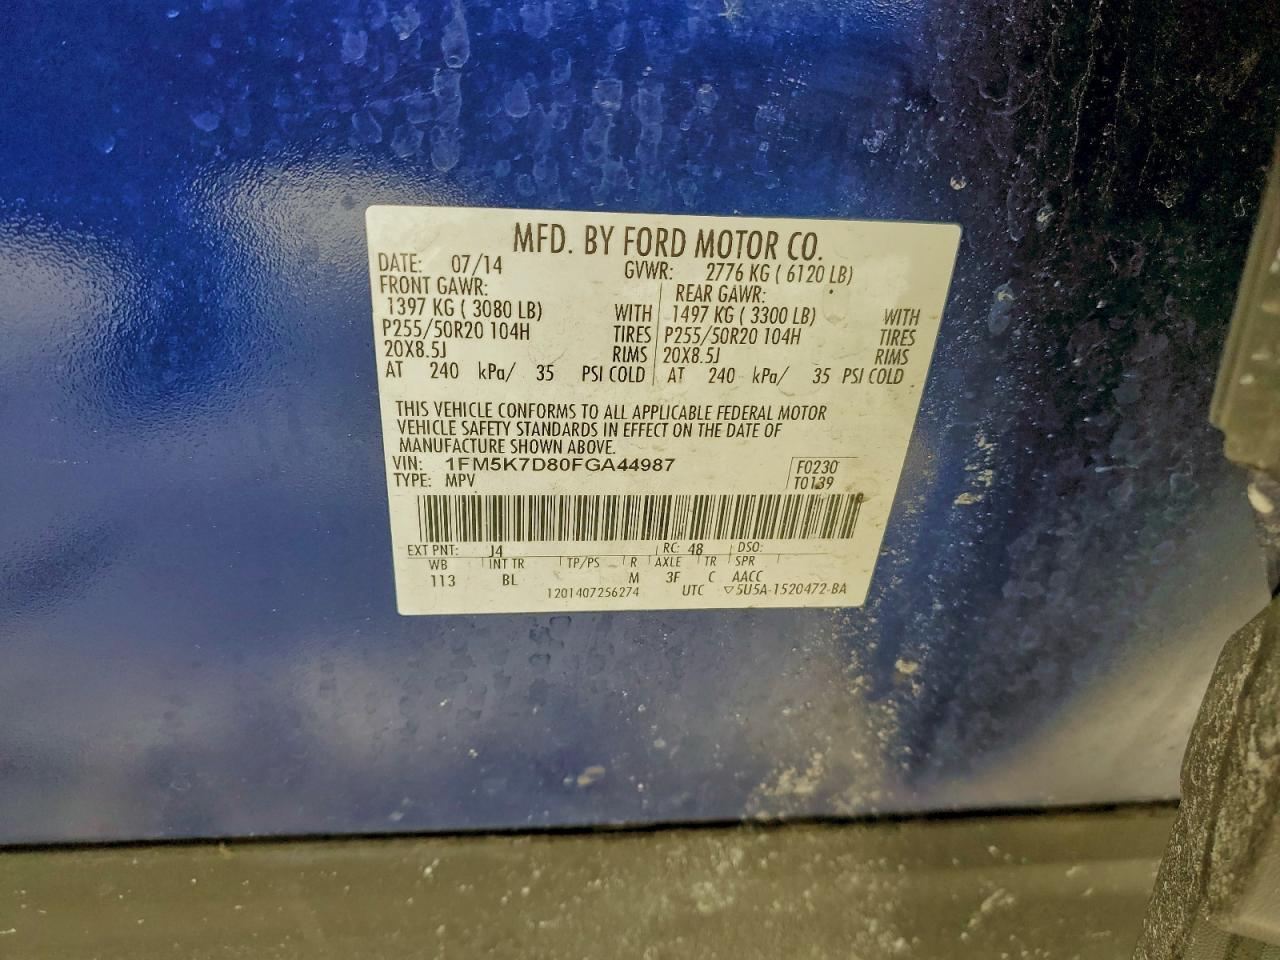 MFD. BY FORD MOTOR CO.
DATE: 07/14 GVWR: 2776 KG ( 6120 LB)
FRONT GAWR: REAR GAWR:
1397 KG ( 3080 LB) WITH 1497 KG ( 3300 LB) WITH
P255/50R20 104H TIRES P255/50R20 104H TIRES
20X8.5J RIMS 20X8.5J RIMS
AT 240 kPa/ 35 PSI COLD AT 240 kPa/ 35 PSI COLD
THIS VEHICLE CONFORMS TO ALL APPLICABLE FEDERAL MOTOR
VEHICLE SAFETY STANDARDS IN EFFECT ON THE DATE OF
MANUFACTURE SHOWN ABOVE.
VIN: 1FM5K7D80FGA44987 F0230
TYPE: MPV T0139
EXT PNT: J4 RC: 48 DSO:
WB INT TR TP/PS R AXLE TR SPR
113 BL M 3F C AACC
1201407256274 UTC ▽5U5A-1520472-BA